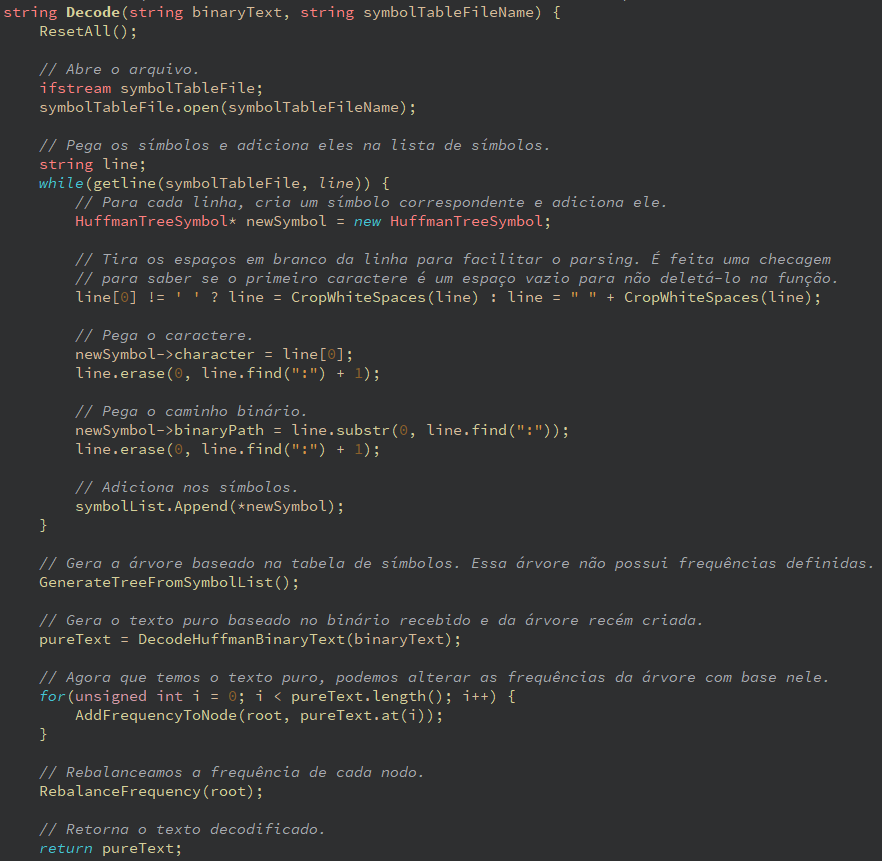 string Decode(string binaryText, string symbolTableFileName) {
    ResetAll();

    // Abre o arquivo.
    ifstream symbolTableFile;
    symbolTableFile.open(symbolTableFileName);

    // Pega os símbolos e adiciona eles na lista de símbolos.
    string line;
    while(getline(symbolTableFile, line)) {
        // Para cada linha, cria um símbolo correspondente e adiciona ele.
        HuffmanTreeSymbol* newSymbol = new HuffmanTreeSymbol;

        // Tira os espaços em branco da linha para facilitar o parsing. É feita uma checagem
        // para saber se o primeiro caractere é um espaço vazio para não deletá-lo na função.
        line[0] != ' ' ? line = CropWhiteSpaces(line) : line = " " + CropWhiteSpaces(line);

        // Pega o caractere.
        newSymbol->character = line[0];
        line.erase(0, line.find(":") + 1);

        // Pega o caminho binário.
        newSymbol->binaryPath = line.substr(0, line.find(":"));
        line.erase(0, line.find(":") + 1);

        // Adiciona nos símbolos.
        symbolList.Append(*newSymbol);
    }

    // Gera a árvore baseado na tabela de símbolos. Essa árvore não possui frequências definidas.
    GenerateTreeFromSymbolList();

    // Gera o texto puro baseado no binário recebido e da árvore recém criada.
    pureText = DecodeHuffmanBinaryText(binaryText);

    // Agora que temos o texto puro, podemos alterar as frequências da árvore com base nele.
    for(unsigned int i = 0; i < pureText.length(); i++) {
        AddFrequencyToNode(root, pureText.at(i));
    }

    // Rebalanceamos a frequência de cada nodo.
    RebalanceFrequency(root);

    // Retorna o texto decodificado.
    return pureText;